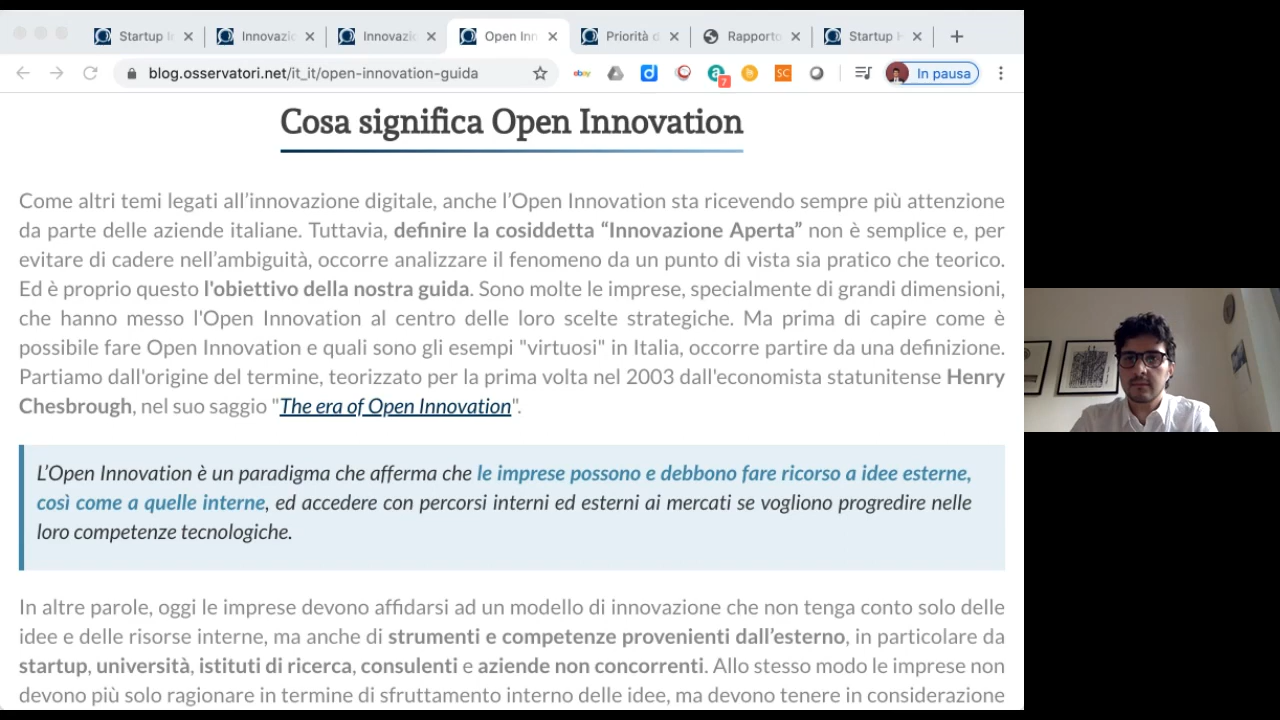 Startup I
Innovazio
Innovazio
Open Inn
Priorità d
Rapporto
Startup H
blog.osservatori.net/it_it/open-innovation-guida
ebay
7
SC
In pausa
Cosa significa Open Innovation
Come altri temi legati all'innovazione digitale, anche l'Open Innovation sta ricevendo sempre più attenzione
da parte delle aziende italiane. Tuttavia, definire la cosiddetta “Innovazione Aperta” non è semplice e, per
evitare di cadere nell'ambiguità, occorre analizzare il fenomeno da un punto di vista sia pratico che teorico.
Ed è proprio questo l'obiettivo della nostra guida. Sono molte le imprese, specialmente di grandi dimensioni,
che hanno messo l'Open Innovation al centro delle loro scelte strategiche. Ma prima di capire come è
possibile fare Open Innovation e quali sono gli esempi "virtuosi" in Italia, occorre partire da una definizione.
Partiamo dall'origine del termine, teorizzato per la prima volta nel 2003 dall'economista statunitense Henry
Chesbrough, nel suo saggio "The era of Open Innovation".
L'Open Innovation è un paradigma che afferma che le imprese possono e debbono fare ricorso a idee esterne,
così come a quelle interne, ed accedere con percorsi interni ed esterni ai mercati se vogliono progredire nelle
loro competenze tecnologiche.
In altre parole, oggi le imprese devono affidarsi ad un modello di innovazione che non tenga conto solo delle
idee e delle risorse interne, ma anche di strumenti e competenze provenienti dall'esterno, in particolare da
startup, università, istituti di ricerca, consulenti e aziende non concorrenti. Allo stesso modo le imprese non
devono più solo ragionare in termine di sfruttamento interno delle idee, ma devono tenere in considerazione